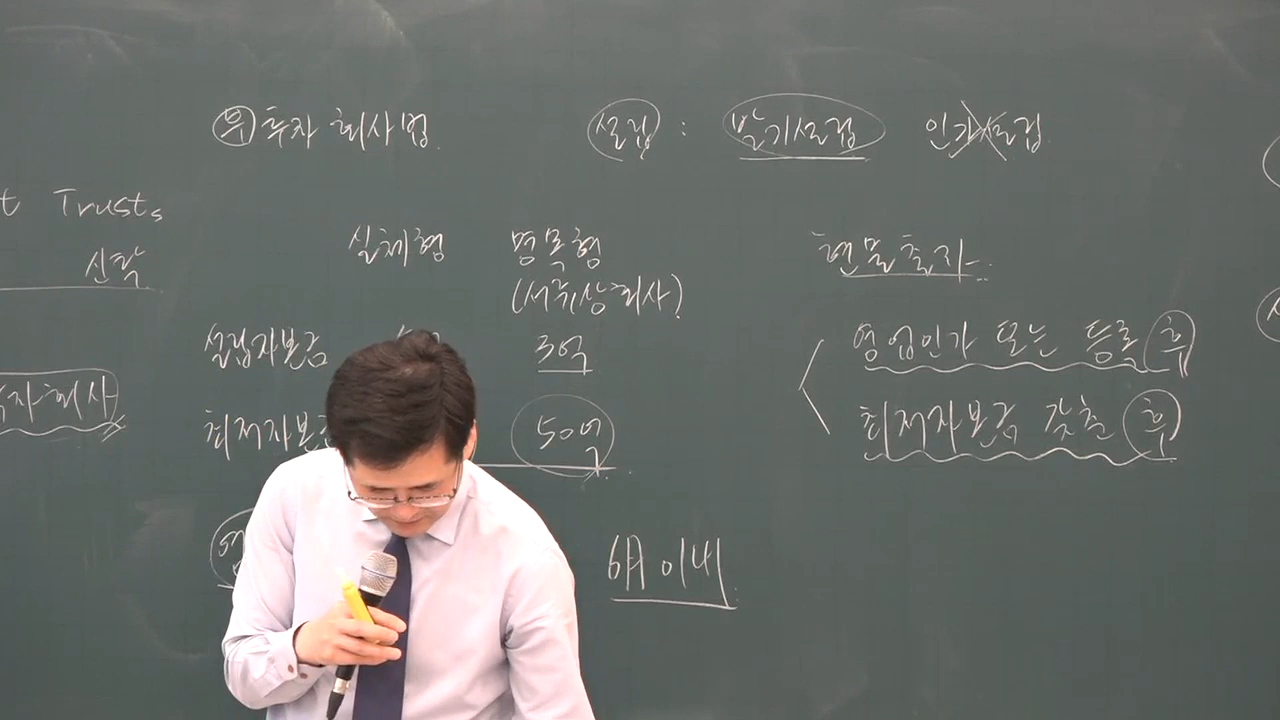 부 투자회사법
설립 : 발기설립 인가설립
t Trusts
신탁
실체형 명목형
(서류상회사)
현물출자
설립자본금 3억
영업인가 또는 등록 후
자회사
최저자본금 50억
최저자본금 갖춘 후
6月 이내